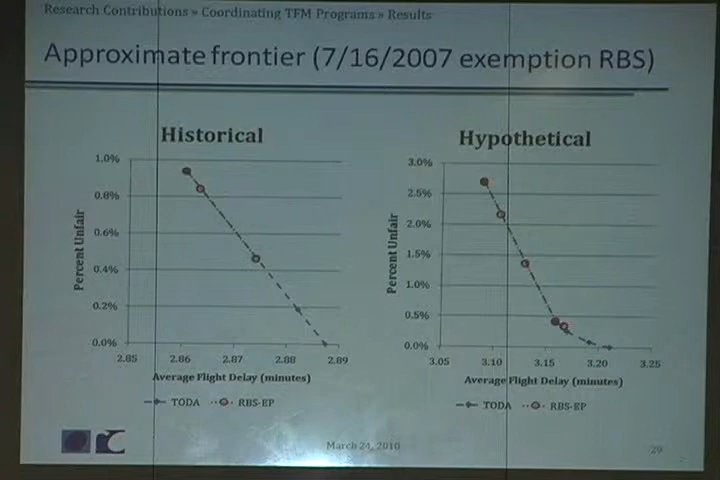 Research Contributions » Coordinating TFM Programs » Results
Approximate frontier (7/16/2007 exemption RBS)
Historical
1.0%
0.8%
0.6%
0.4%
0.2%
0.0%
Percent Unfair
2.85 2.86 2.87 2.88 2.89
Average Flight Delay (minutes)
TODA RBS-EP
Hypothetical
3.0%
2.5%
2.0%
1.5%
1.0%
0.5%
0.0%
Percent Unfair
3.05 3.10 3.15 3.20 3.25
Average Flight Delay (minutes)
TODA RBS-EP
March 24, 2010
29